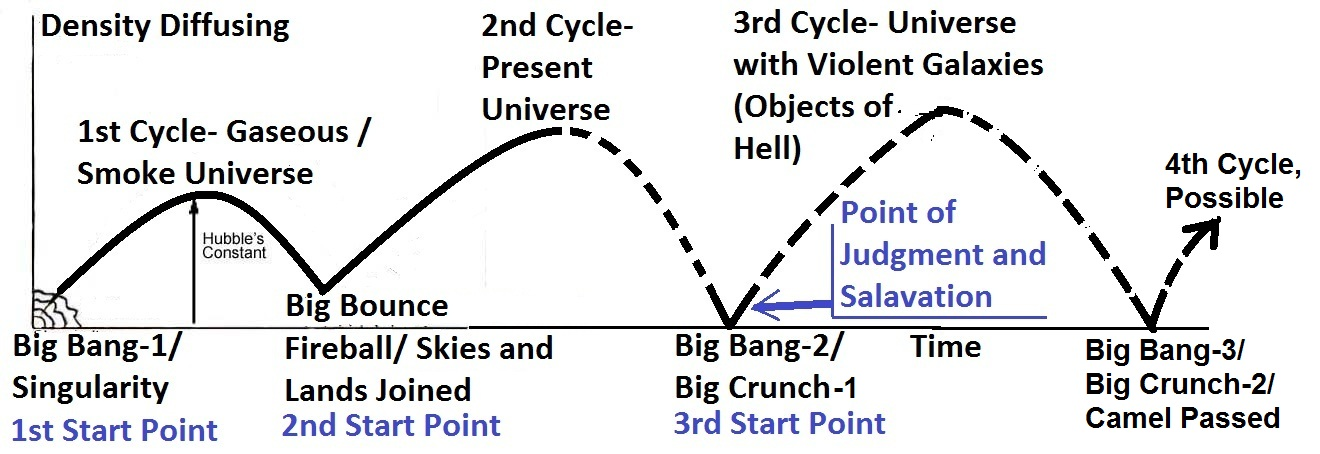 Density Diffusing
1st Cycle- Gaseous /
Smoke Universe
Hubble's
Constant
2nd Cycle-
Present
Universe
3rd Cycle- Universe
with Violent Galaxies
(Objects of
Hell)
Point of
Judgment and
Salavation
4th Cycle,
Possible
Big Bounce
Big Bang-1/
Singularity
1st Start Point
Fireball/ Skies and
Lands Joined
2nd Start Point
Big Bang-2/
Big Crunch-1
3rd Start Point
Time
Big Bang-3/
Big Crunch-2/
Camel Passed